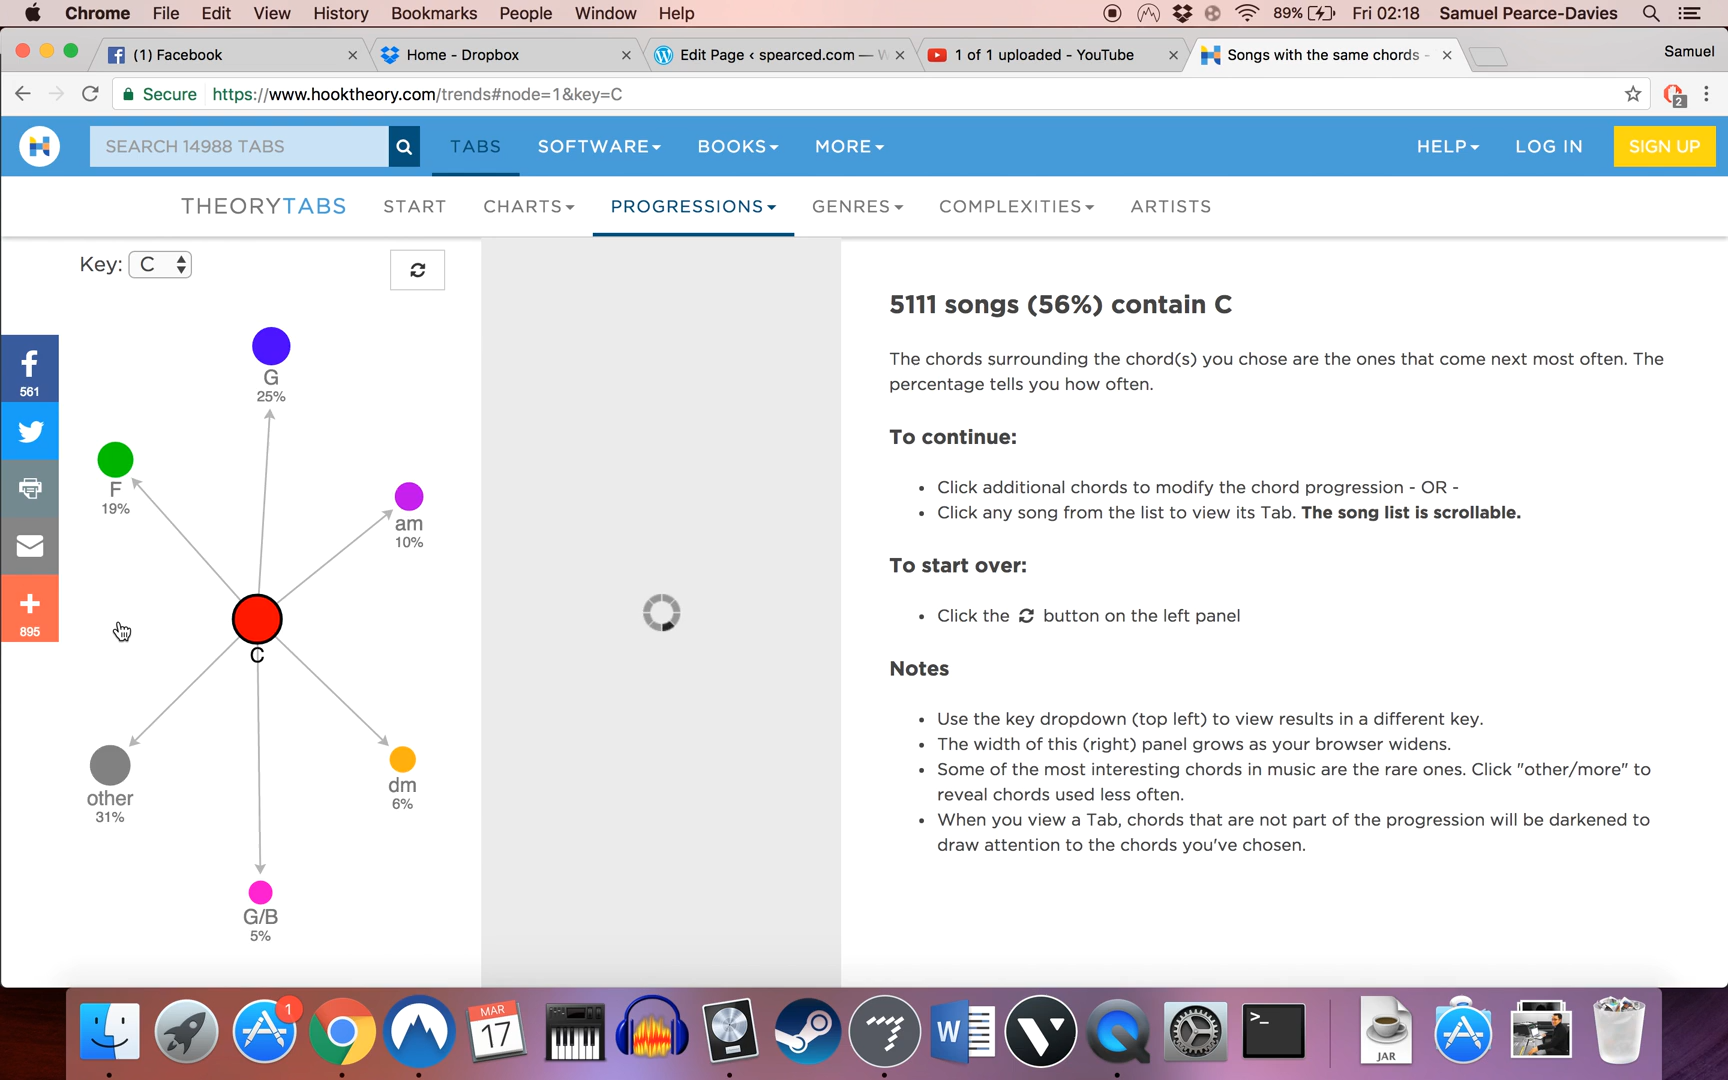 Chrome File Edit View History Bookmarks People Window Help 89% Fri 02:18 Samuel Pearce-Davies
(1) Facebook Home - Dropbox Edit Page ‹ spearced.com — W 1 of 1 uploaded - YouTube Songs with the same chords - Samuel
Secure https://www.hooktheory.com/trends#node=1&key=C 2
SEARCH 14988 TABS TABS SOFTWARE BOOKS MORE HELP LOG IN SIGN UP
THEORYTABS START CHARTS PROGRESSIONS GENRES COMPLEXITIES ARTISTS
Key: C
G
25%
F
19%
am
10%
C
other
31%
dm
6%
G/B
5%
561
895
5111 songs (56%) contain C
The chords surrounding the chord(s) you chose are the ones that come next most often. The
percentage tells you how often.
To continue:
• Click additional chords to modify the chord progression - OR -
• Click any song from the list to view its Tab. The song list is scrollable.
To start over:
• Click the button on the left panel
Notes
• Use the key dropdown (top left) to view results in a different key.
• The width of this (right) panel grows as your browser widens.
• Some of the most interesting chords in music are the rare ones. Click "other/more" to
reveal chords used less often.
• When you view a Tab, chords that are not part of the progression will be darkened to
draw attention to the chords you've chosen.
1
MAR
17
W
>_
JAR